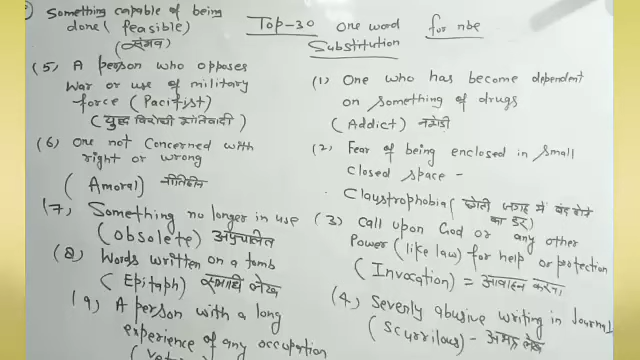 Something capable of being
done (feasible)
(संभव)
(5) A person who opposes
War or use of military
force (Pacifist)
(युद्ध विरोधी शांतिवादी)
(6) One not concerned with
right or wrong
(Amoral) नीतिहीन
(7) Something no longer in use
(Obsolete) अप्रचलित
(8) Words written on a tomb
(Epitaph) समाधी लेख
(9) A person with a long
experience of any occupation
Top-30 One word for nbe
Substitution
(1) One who has become dependent
on something of drugs
(Addict) नशेड़ी
(2) Fear of being enclosed in small
closed space -
Claustrophobia (छोटी जगह में बंद होने
का डर)
(3) Call upon God or any other
Power (like law) for help or protection
(Invocation) = आवाहन करना
(4) Severly abusive writing in Journal
(Scurrilous) - अभद्र लेख